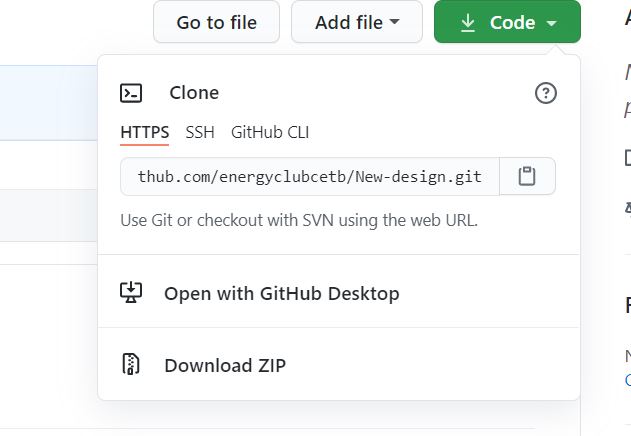 Go to file
Add file
Code
Clone
HTTPS SSH GitHub CLI
thub.com/energyclubcetb/New-design.git
Use Git or checkout with SVN using the web URL.
Open with GitHub Desktop
Download ZIP